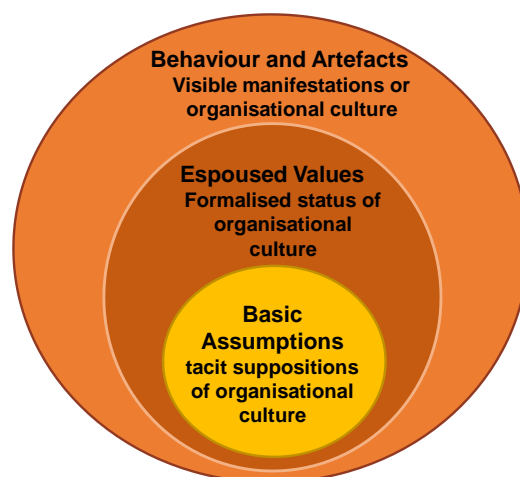 Behaviour and Artefacts
Visible manifestations or
organisational culture
Espoused Values
Formalised status of
organisational
culture
Basic
Assumptions
tacit suppositions
of organisational
culture